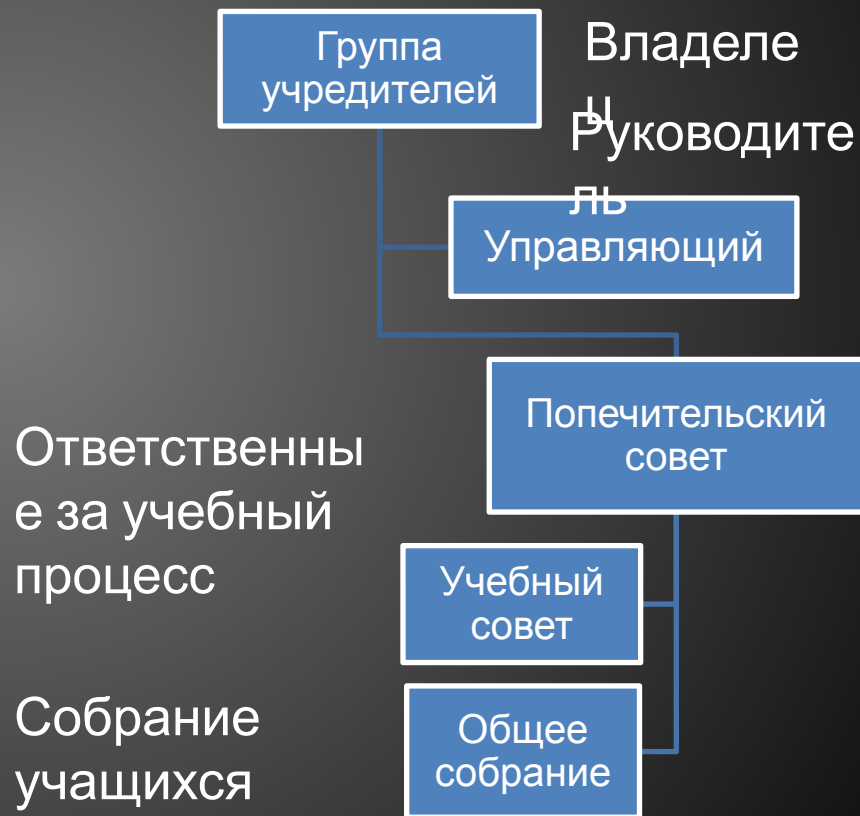 Группа
учредителей
Владеле
ц
Руководите
ль
Управляющий
Попечительский
совет
Ответственны
е за учебный
процесс
Учебный
совет
Собрание
учащихся
Общее
собрание